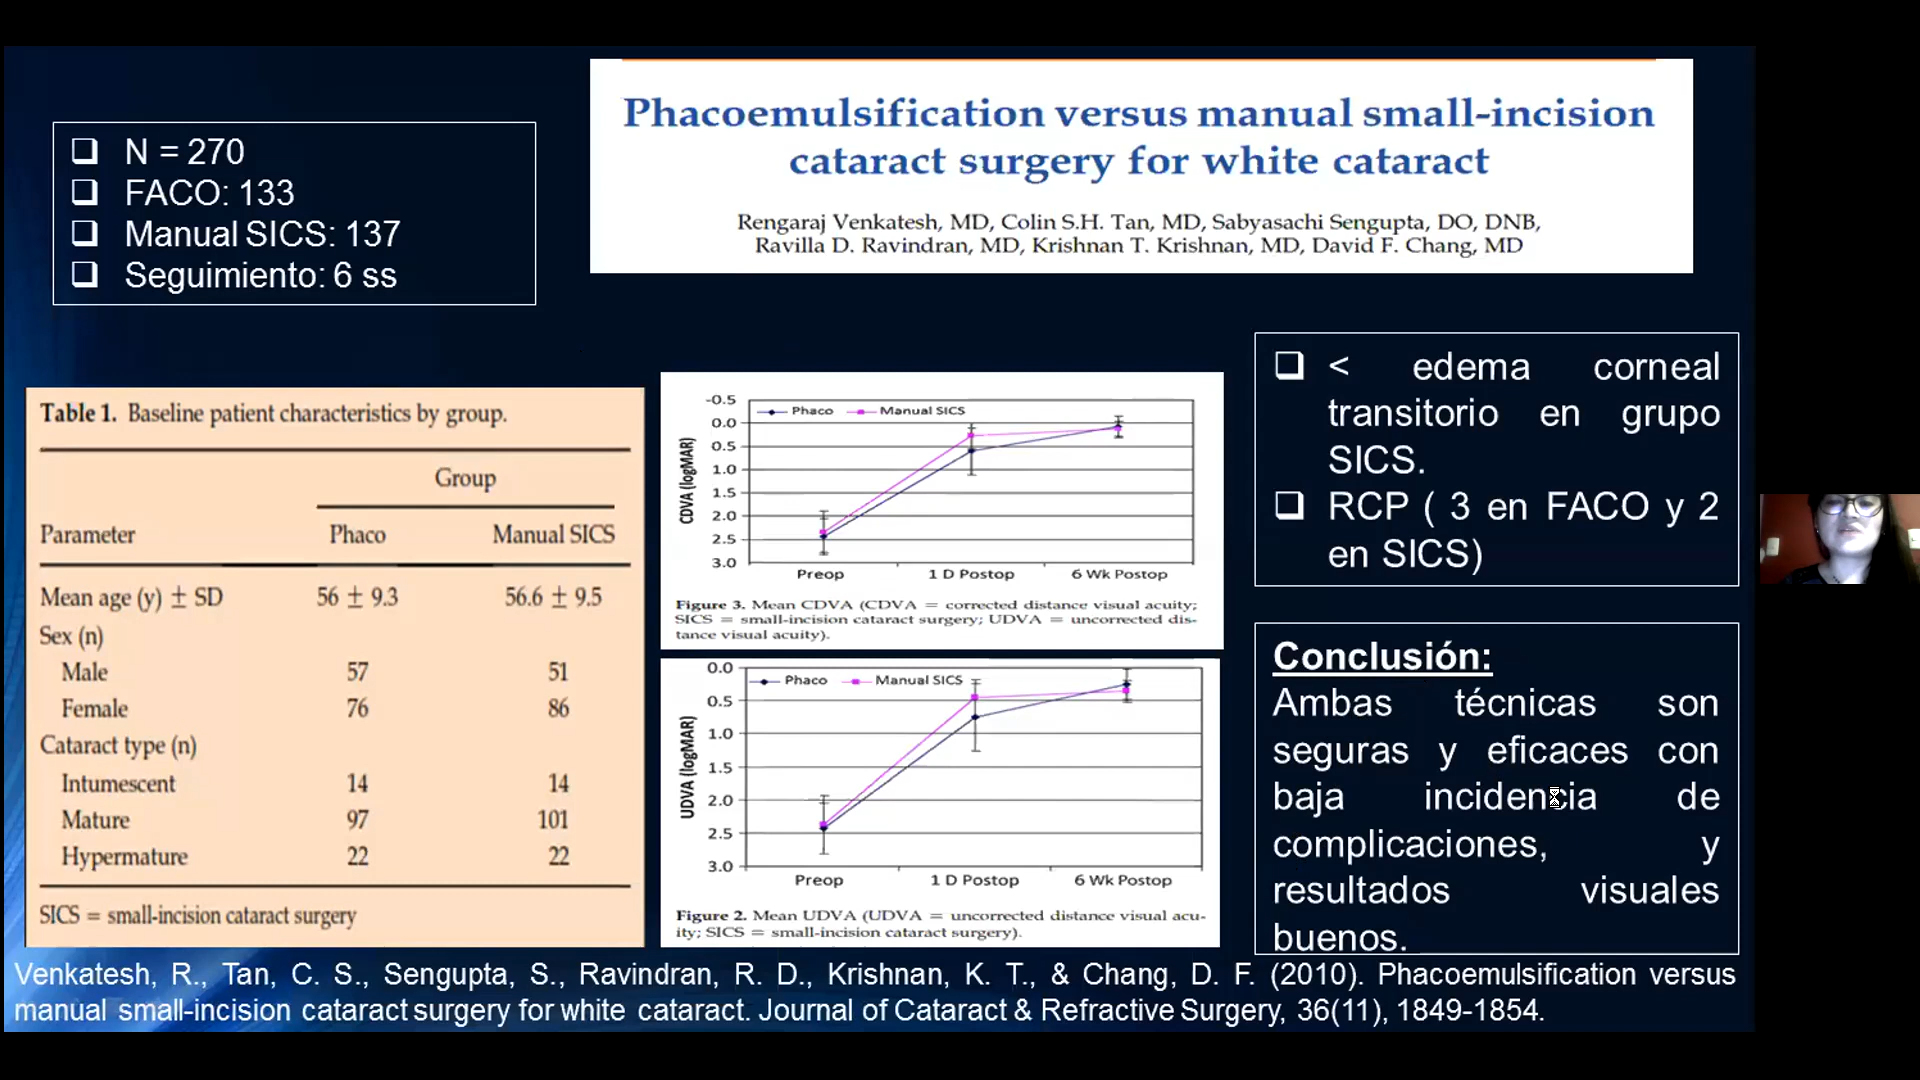 N = 270
FACO: 133
Manual SICS: 137
Seguimiento: 6 ss
Phacoemulsification versus manual small-incision
cataract surgery for white cataract
Rengaraj Venkatesh, MD, Colin S.H. Tan, MD, Sabyasachi Sengupta, DO, DNB,
Ravilla D. Ravindran, MD, Krishnan T. Krishnan, MD, David F. Chang, MD
Table 1. Baseline patient characteristics by group.
Group
Parameter Phaco Manual SICS
Mean age (y) ± SD 56 ± 9.3 56.6 ± 9.5
Sex (n)
Male 57 51
Female 76 86
Cataract type (n)
Intumescent 14 14
Mature 97 101
Hypermature 22 22
SICS = small-incision cataract surgery
Phaco Manual SICS
CDVA (logMAR)
-0.5
0.0
0.5
1.0
1.5
2.0
2.5
3.0
Preop 1 D Postop 6 Wk Postop
Figure 3. Mean CDVA (CDVA = corrected distance visual acuity;
SICS = small-incision cataract surgery; UDVA = uncorrected dis-
tance visual acuity).
Phaco Manual SICS
UDVA (logMAR)
0.0
0.5
1.0
1.5
2.0
2.5
3.0
Preop 1 D Postop 6 Wk Postop
Figure 2. Mean UDVA (UDVA = uncorrected distance visual acu-
ity; SICS = small-incision cataract surgery).
< edema corneal
transitorio en grupo
SICS.
RCP ( 3 en FACO y 2
en SICS)
Conclusión:
Ambas técnicas son
seguras y eficaces con
baja incidencia de
complicaciones, y
resultados visuales
buenos.
Venkatesh, R., Tan, C. S., Sengupta, S., Ravindran, R. D., Krishnan, K. T., & Chang, D. F. (2010). Phacoemulsification versus
manual small-incision cataract surgery for white cataract. Journal of Cataract & Refractive Surgery, 36(11), 1849-1854.